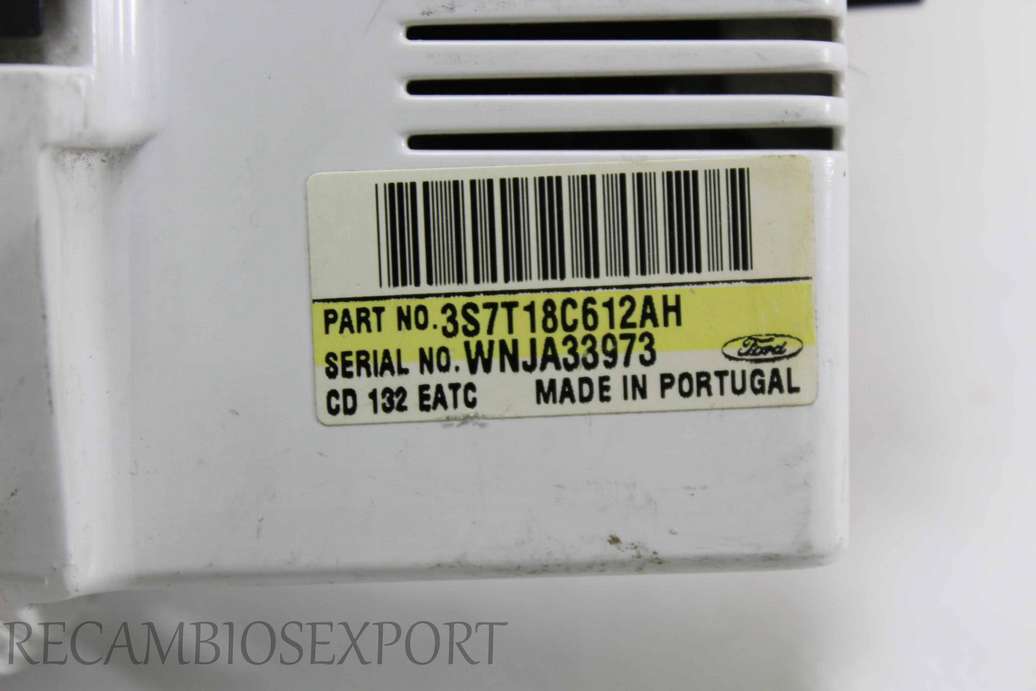 PART NO. 3S7T18C612AH
SERIAL NO. WNJA33973
Ford
CD 132 EATC MADE IN PORTUGAL
RECAMBIOSEXPORT